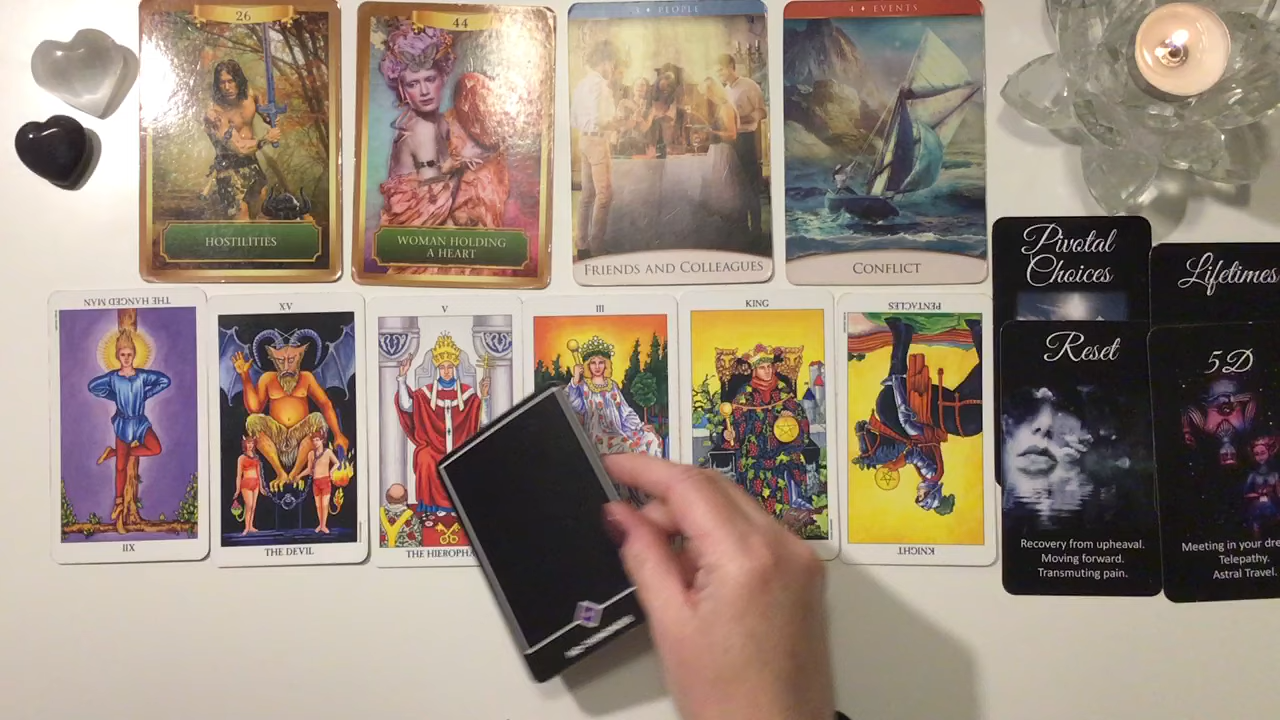 26
HOSTILITIES
44
WOMAN HOLDING
A HEART
3 ♦ PEOPLE
FRIENDS AND COLLEAGUES
4 ♦ EVENTS
CONFLICT
THE HANGED MAN
XII
XV
THE DEVIL
V
THE HIEROPHA
III
KING
PENTACLES
KNIGHT
Pivotal
Choices
Lifetimes
Reset
Recovery from upheaval.
Moving forward.
Transmuting pain.
5D
Meeting in your dre
Telepathy.
Astral Travel.